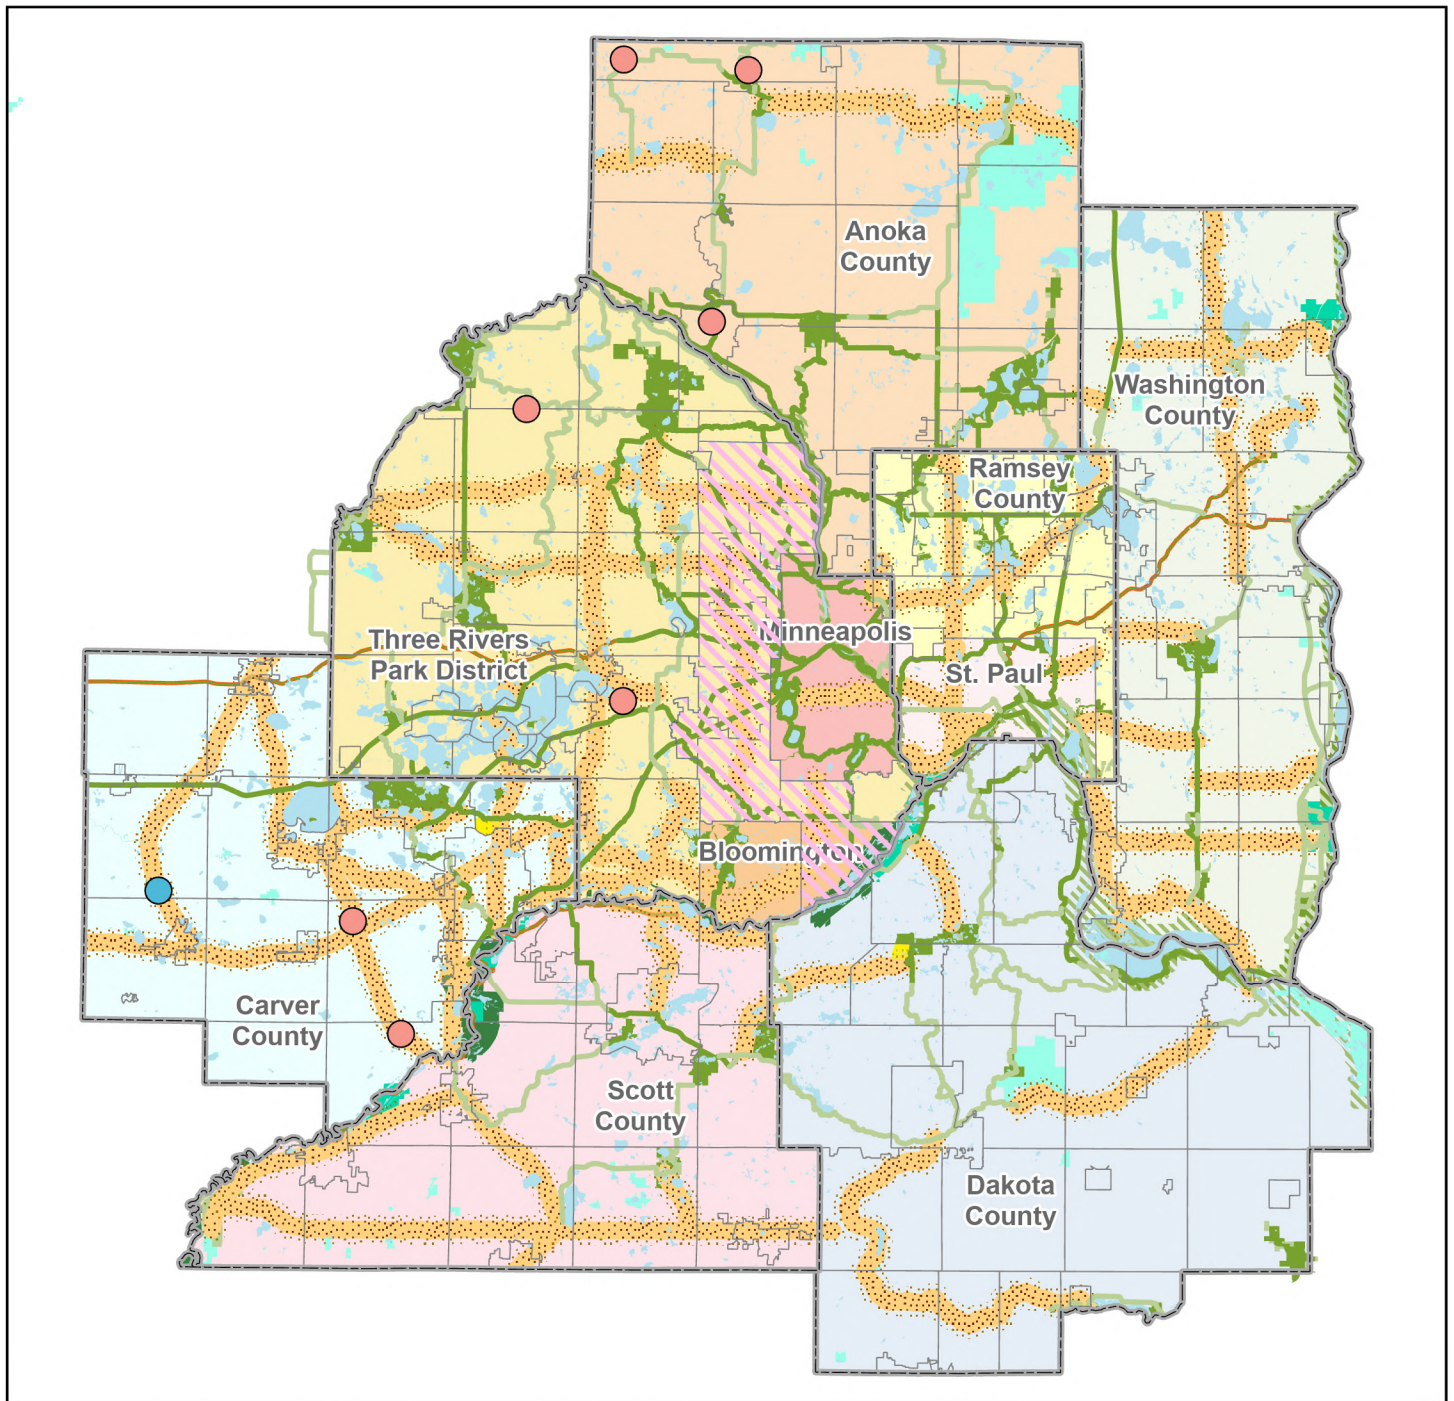 Anoka
County
Washington
County
Ramsey
County
Minneapolis
Three Rivers
Park District
St. Paul
Bloomington
Carver
County
Scott
County
Dakota
County